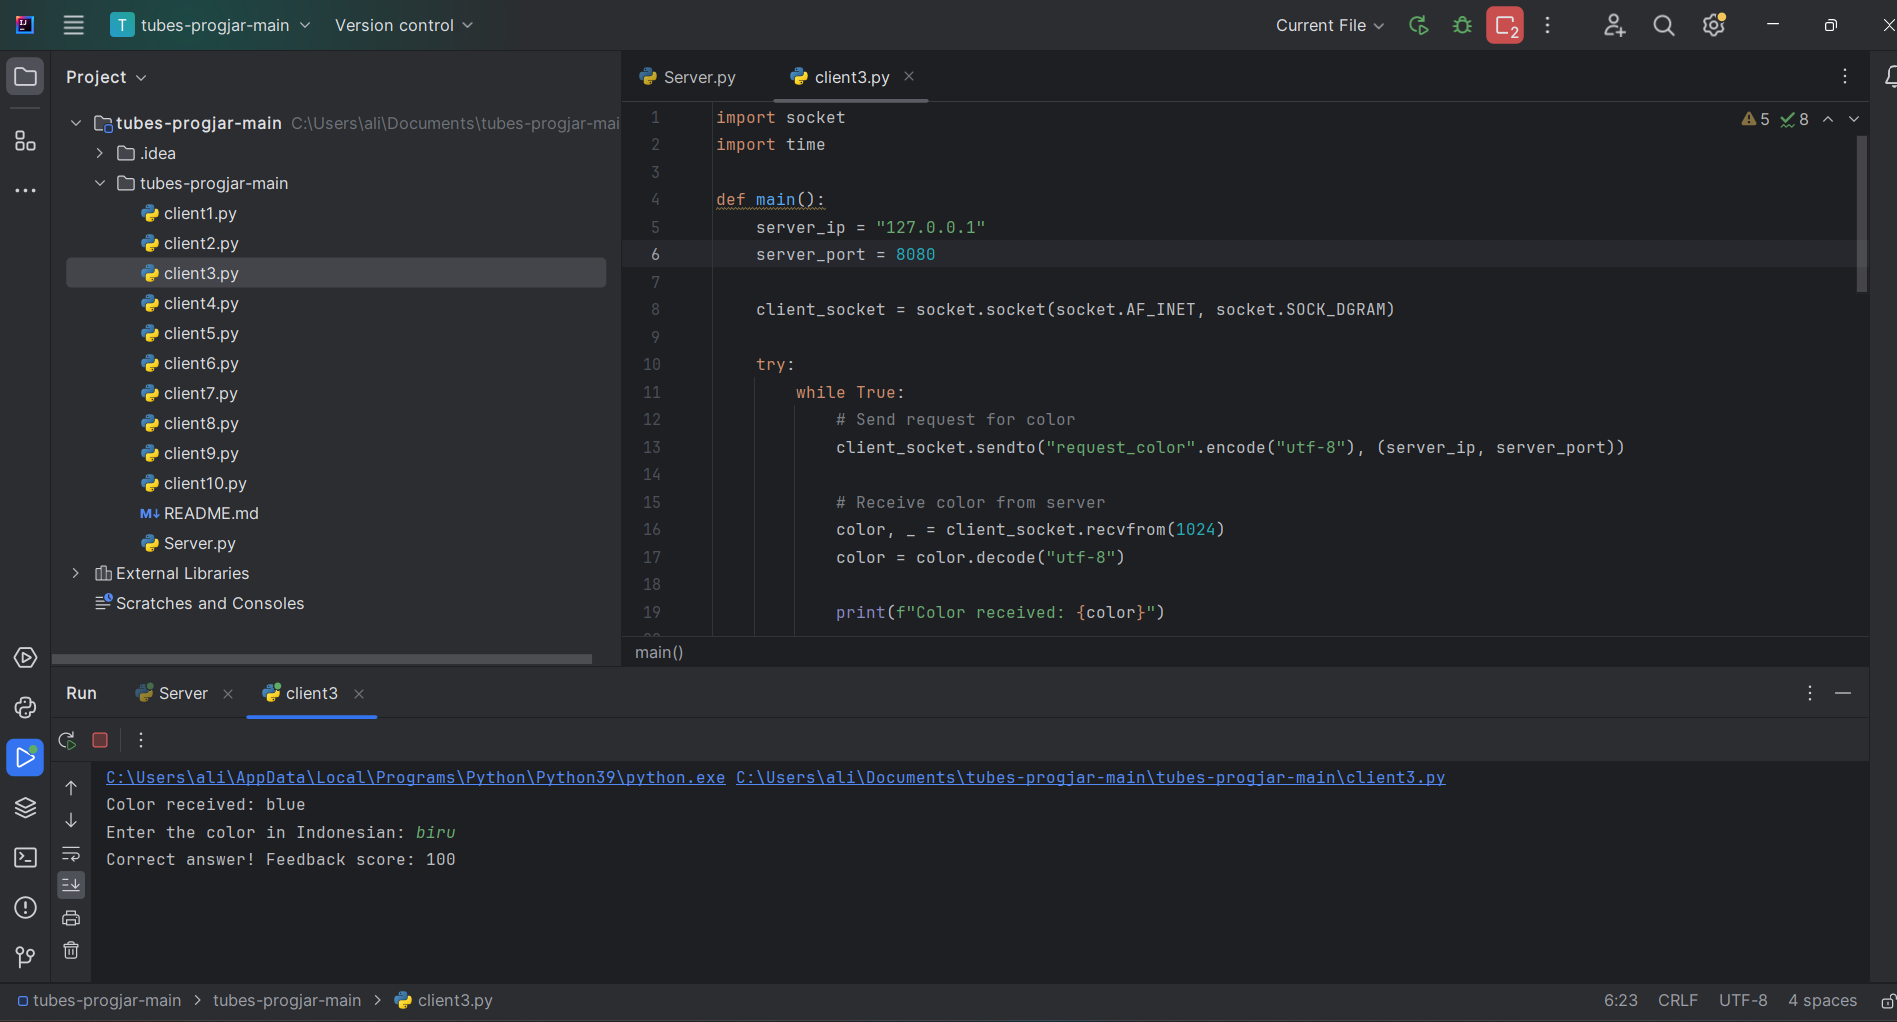 tubes-progjar-main Version control Current File 2
Project
Server.py client3.py
tubes-progjar-main C:\Users\ali\Documents\tubes-progjar-mai
.idea
tubes-progjar-main
client1.py
client2.py
client3.py
client4.py
client5.py
client6.py
client7.py
client8.py
client9.py
client10.py
README.md
Server.py
External Libraries
Scratches and Consoles
5 8
1 import socket
2 import time
3
4 def main():
5 server_ip = "127.0.0.1"
6 server_port = 8080
7
8 client_socket = socket.socket(socket.AF_INET, socket.SOCK_DGRAM)
9
10 try:
11 while True:
12 # Send request for color
13 client_socket.sendto("request_color".encode("utf-8"), (server_ip, server_port))
14
15 # Receive color from server
16 color, _ = client_socket.recvfrom(1024)
17 color = color.decode("utf-8")
18
19 print(f"Color received: {color}")
main()
Run Server client3
C:\Users\ali\AppData\Local\Programs\Python\Python39\python.exe C:\Users\ali\Documents\tubes-progjar-main\tubes-progjar-main\client3.py
Color received: blue
Enter the color in Indonesian: biru
Correct answer! Feedback score: 100
tubes-progjar-main > tubes-progjar-main > client3.py 6:23 CRLF UTF-8 4 spaces